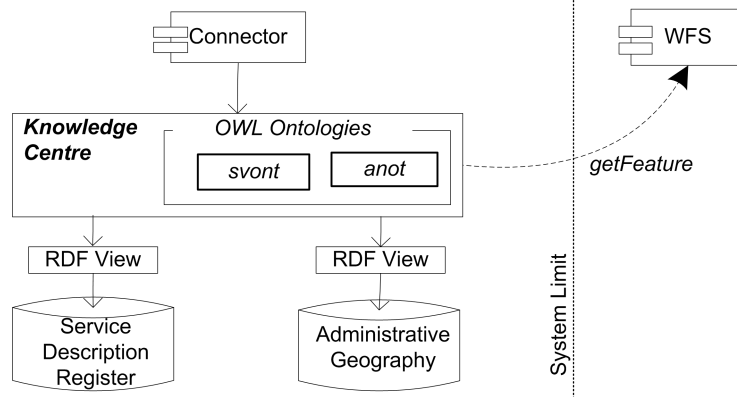 Connector
WFS
Knowledge
Centre
OWL Ontologies
svont
anot
getFeature
RDF View
RDF View
System Limit
Service
Description
Register
Administrative
Geography